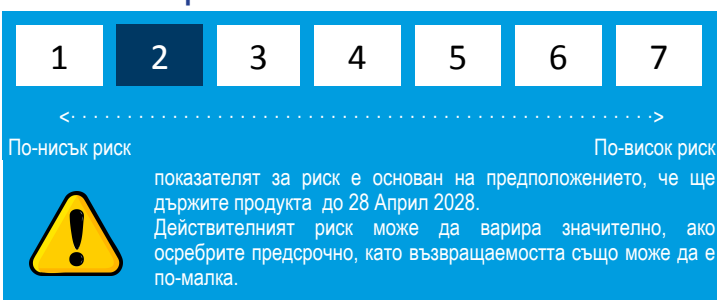 1 2 3 4 5 6 7
<· · · · · · · · · · · · · · · · · · · · · · · · · · · · · · · · · · · · · · · · · · · · · · · · · · · ·>
По-нисък риск По-висок риск
показателят за риск е основан на предположението, че ще
държите продукта до 28 Април 2028.
Действителният риск може да варира значително, ако
осребрите предсрочно, като възвращаемостта също може да е
по-малка.